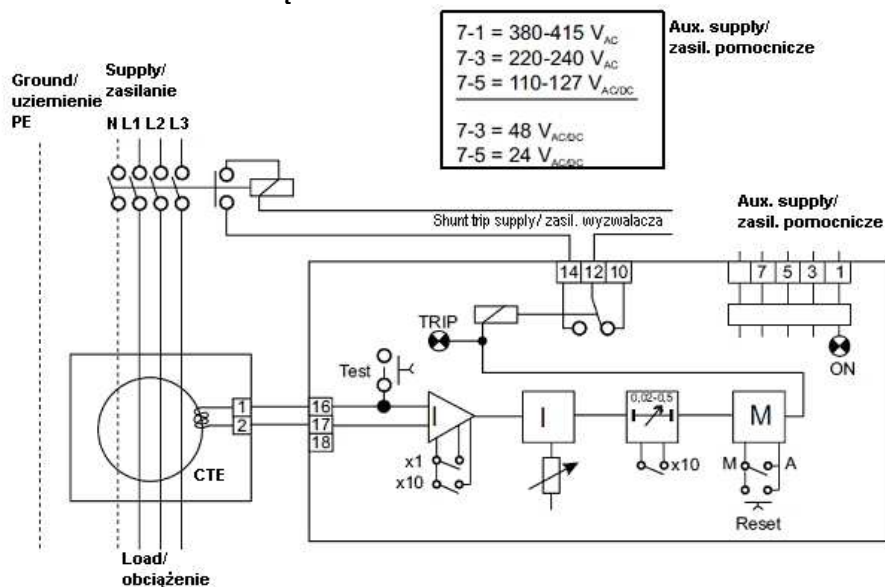 7-1 = 380-415 VAC
7-3 = 220-240 VAC
7-5 = 110-127 VAC/DC
7-3 = 48 VAC/DC
7-5 = 24 VAC/DC
Aux. supply/
zasil. pomocnicze
Ground/
uziemienie
PE
Supply/
zasilanie
N L1 L2 L3
Shunt trip supply/ zasil. wyzwalacza
Aux. supply/
zasil. pomocnicze
14 12 10
7 5 3 1
TRIP
ON
Test
1
2
16
17
18
I
I
0,02-0,5
M
CTE
x1
x10
x10
M A
Reset
Load/
obciążenie